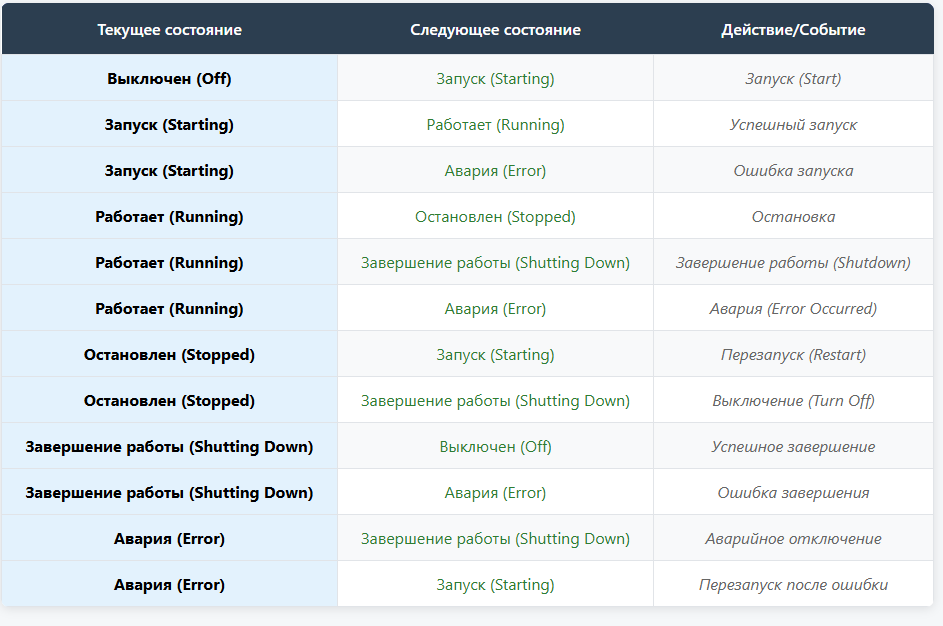 Текущее состояние Следующее состояние Действие/Событие
Выключен (Off) Запуск (Starting) Запуск (Start)
Запуск (Starting) Работает (Running) Успешный запуск
Запуск (Starting) Авария (Error) Ошибка запуска
Работает (Running) Остановлен (Stopped) Остановка
Работает (Running) Завершение работы (Shutting Down) Завершение работы (Shutdown)
Работает (Running) Авария (Error) Авария (Error Occurred)
Остановлен (Stopped) Запуск (Starting) Перезапуск (Restart)
Остановлен (Stopped) Завершение работы (Shutting Down) Выключение (Turn Off)
Завершение работы (Shutting Down) Выключен (Off) Успешное завершение
Завершение работы (Shutting Down) Авария (Error) Ошибка завершения
Авария (Error) Завершение работы (Shutting Down) Аварийное отключение
Авария (Error) Запуск (Starting) Перезапуск после ошибки